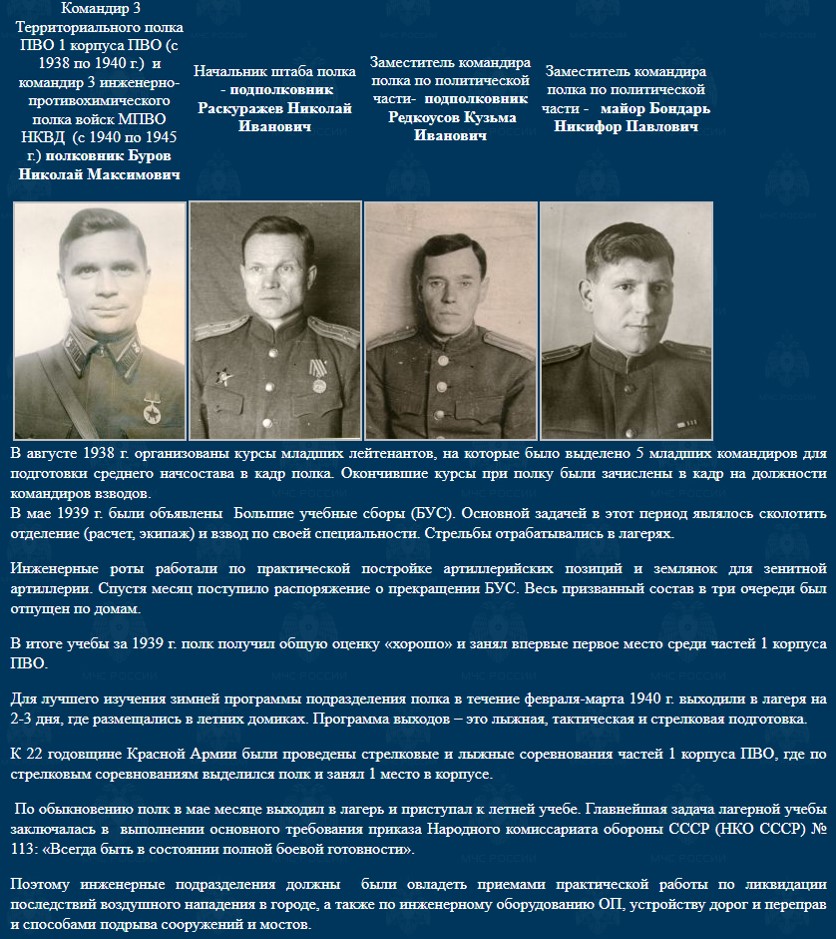 Командир 3
Территориального полка
ПВО 1 корпуса ПВО (с
1938 по 1940 г.) и
командир 3 инженерно-
противохимического
полка войск МПВО
НКВД (с 1940 по 1945
г.) полковник Буров
Николай Максимович
Начальник штаба полка
- подполковник
Раскуражев Николай
Иванович
Заместитель командира
полка по политической
части- подполковник
Редкоусов Кузьма
Иванович
Заместитель командира
полка по политической
части - майор Бондарь
Никифор Павлович
В августе 1938 г. организованы курсы младших лейтенантов, на которые было выделено 5 младших командиров для
подготовки среднего начсостава в кадр полка. Окончившие курсы при полку были зачислены в кадр на должности
командиров взводов.
В мае 1939 г. были объявлены Большие учебные сборы (БУС). Основной задачей в этот период являлось сколотить
отделение (расчет, экипаж) и взвод по своей специальности. Стрельбы отрабатывались в лагерях.
Инженерные роты работали по практической постройке артиллерийских позиций и землянок для зенитной
артиллерии. Спустя месяц поступило распоряжение о прекращении БУС. Весь призванный состав в три очереди был
отпущен по домам.
В итоге учебы за 1939 г. полк получил общую оценку «хорошо» и занял впервые первое место среди частей 1 корпуса
ПВО.
Для лучшего изучения зимней программы подразделения полка в течение февраля-марта 1940 г. выходили в лагеря на
2-3 дня, где размещались в летних домиках. Программа выходов – это лыжная, тактическая и стрелковая подготовка.
К 22 годовщине Красной Армии были проведены стрелковые и лыжные соревнования частей 1 корпуса ПВО, где по
стрелковым соревнованиям выделился полк и занял 1 место в корпусе.
По обыкновению полк в мае месяце выходил в лагерь и приступал к летней учебе. Главнейшая задача лагерной учебы
заключалась в выполнении основного требования приказа Народного комиссариата обороны СССР (НКО СССР) №
113: «Всегда быть в состоянии полной боевой готовности».
Поэтому инженерные подразделения должны были овладеть приемами практической работы по ликвидации
последствий воздушного нападения в городе, а также по инженерному оборудованию ОП, устройству дорог и переправ
и способами подрыва сооружений и мостов.